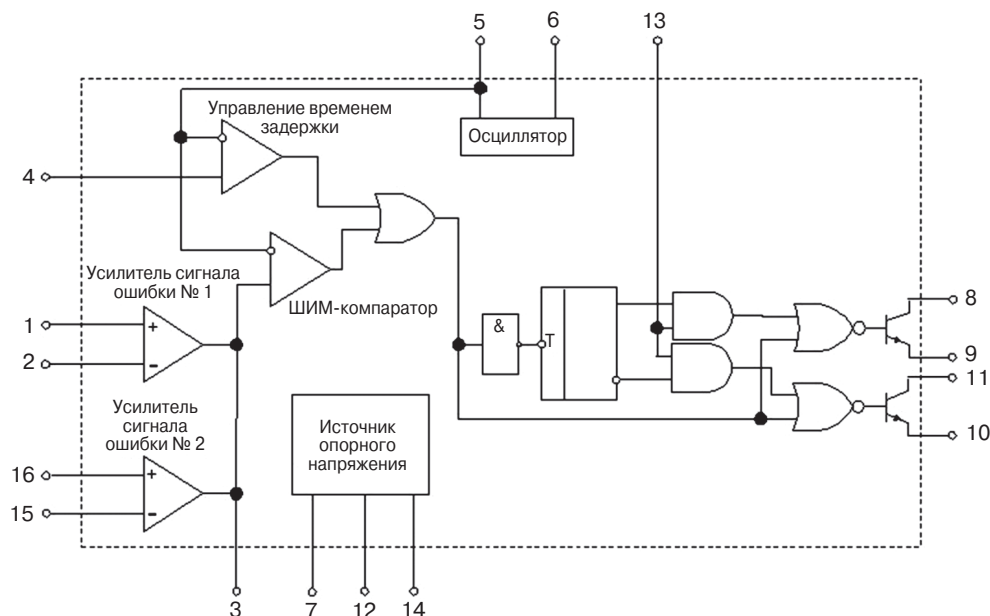 5
6
13
Управление временем
задержки
Осциллятор
4
Усилитель сигнала
ошибки № 1
ШИМ-компаратор
1
+
2
−
&
T
8
9
11
10
Усилитель
сигнала
ошибки № 2
Источник
опорного
напряжения
16
+
15
−
3
7
12
14